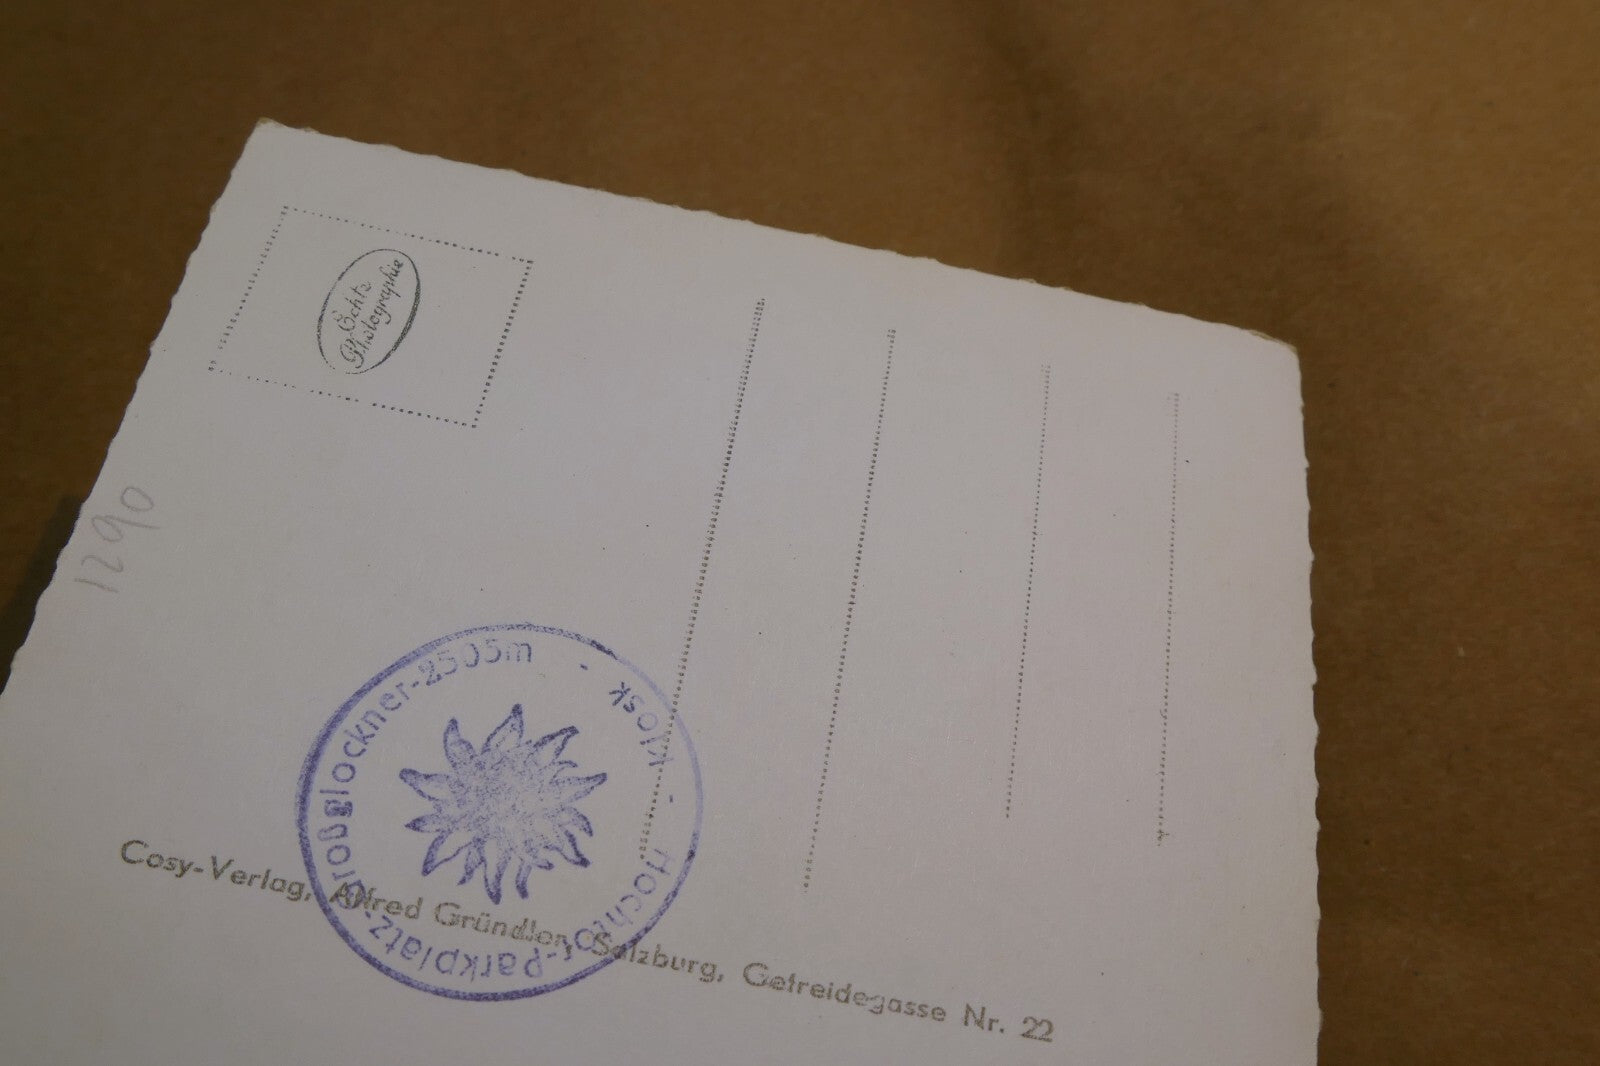 Echte
Photographie
1290
Kiosk - Hochtor-Parkplatz-Großglockner-2505m -
Cosy-Verlag, Alfred Gründler, Salzburg, Getreidegasse Nr. 22